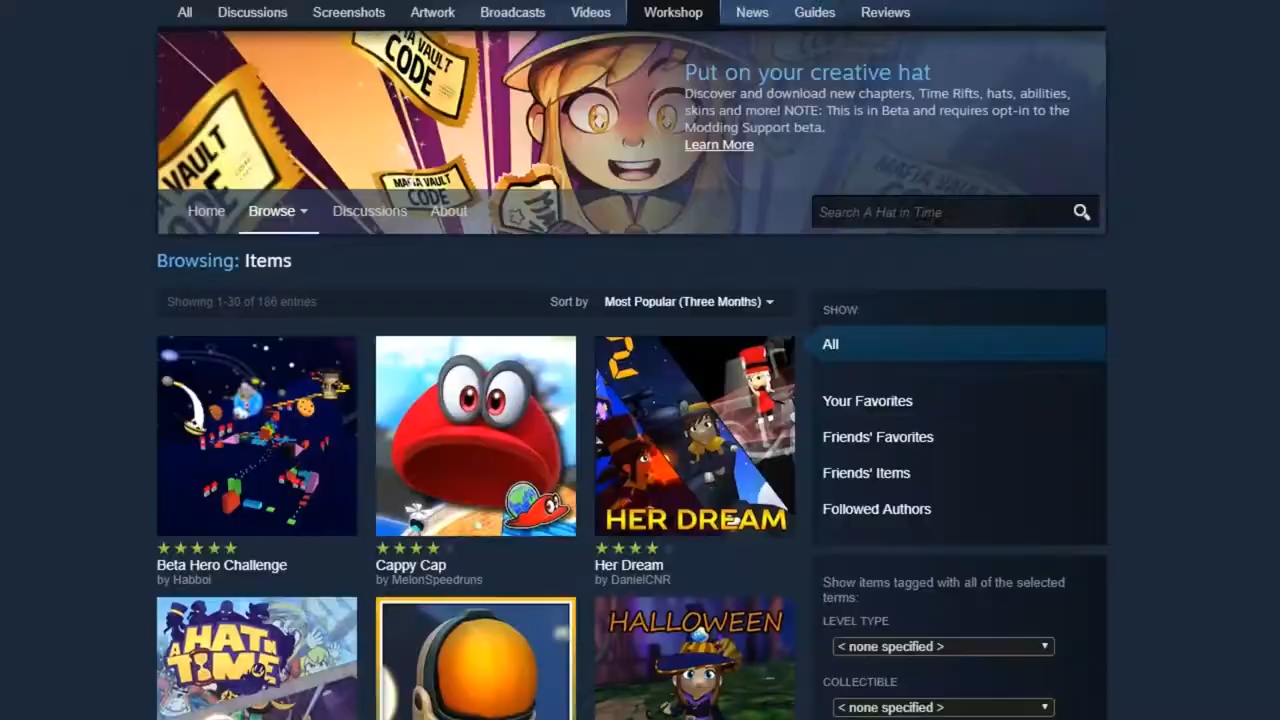 All Discussions Screenshots Artwork Broadcasts Videos Workshop News Guides Reviews
MAFIA VAULT
CODE
VAULT
CODE
MAFIA VAULT
CODE
Put on your creative hat
Discover and download new chapters, Time Rifts, hats, abilities,
skins and more! NOTE: This is in Beta and requires opt-in to the
Modding Support beta.
Learn More
Home Browse Discussions About
Search A Hat in Time
Browsing: Items
Showing 1-30 of 186 entries
Sort by Most Popular (Three Months)
2
HER DREAM
Beta Hero Challenge
by Habboi
Cappy Cap
by MelonSpeedruns
Her Dream
by DanielCNR
A HAT IN
TIME
HALLOWEEN
SHOW:
All
Your Favorites
Friends' Favorites
Friends' Items
Followed Authors
Show items tagged with all of the selected
terms:
LEVEL TYPE
< none specified >
COLLECTIBLE
< none specified >